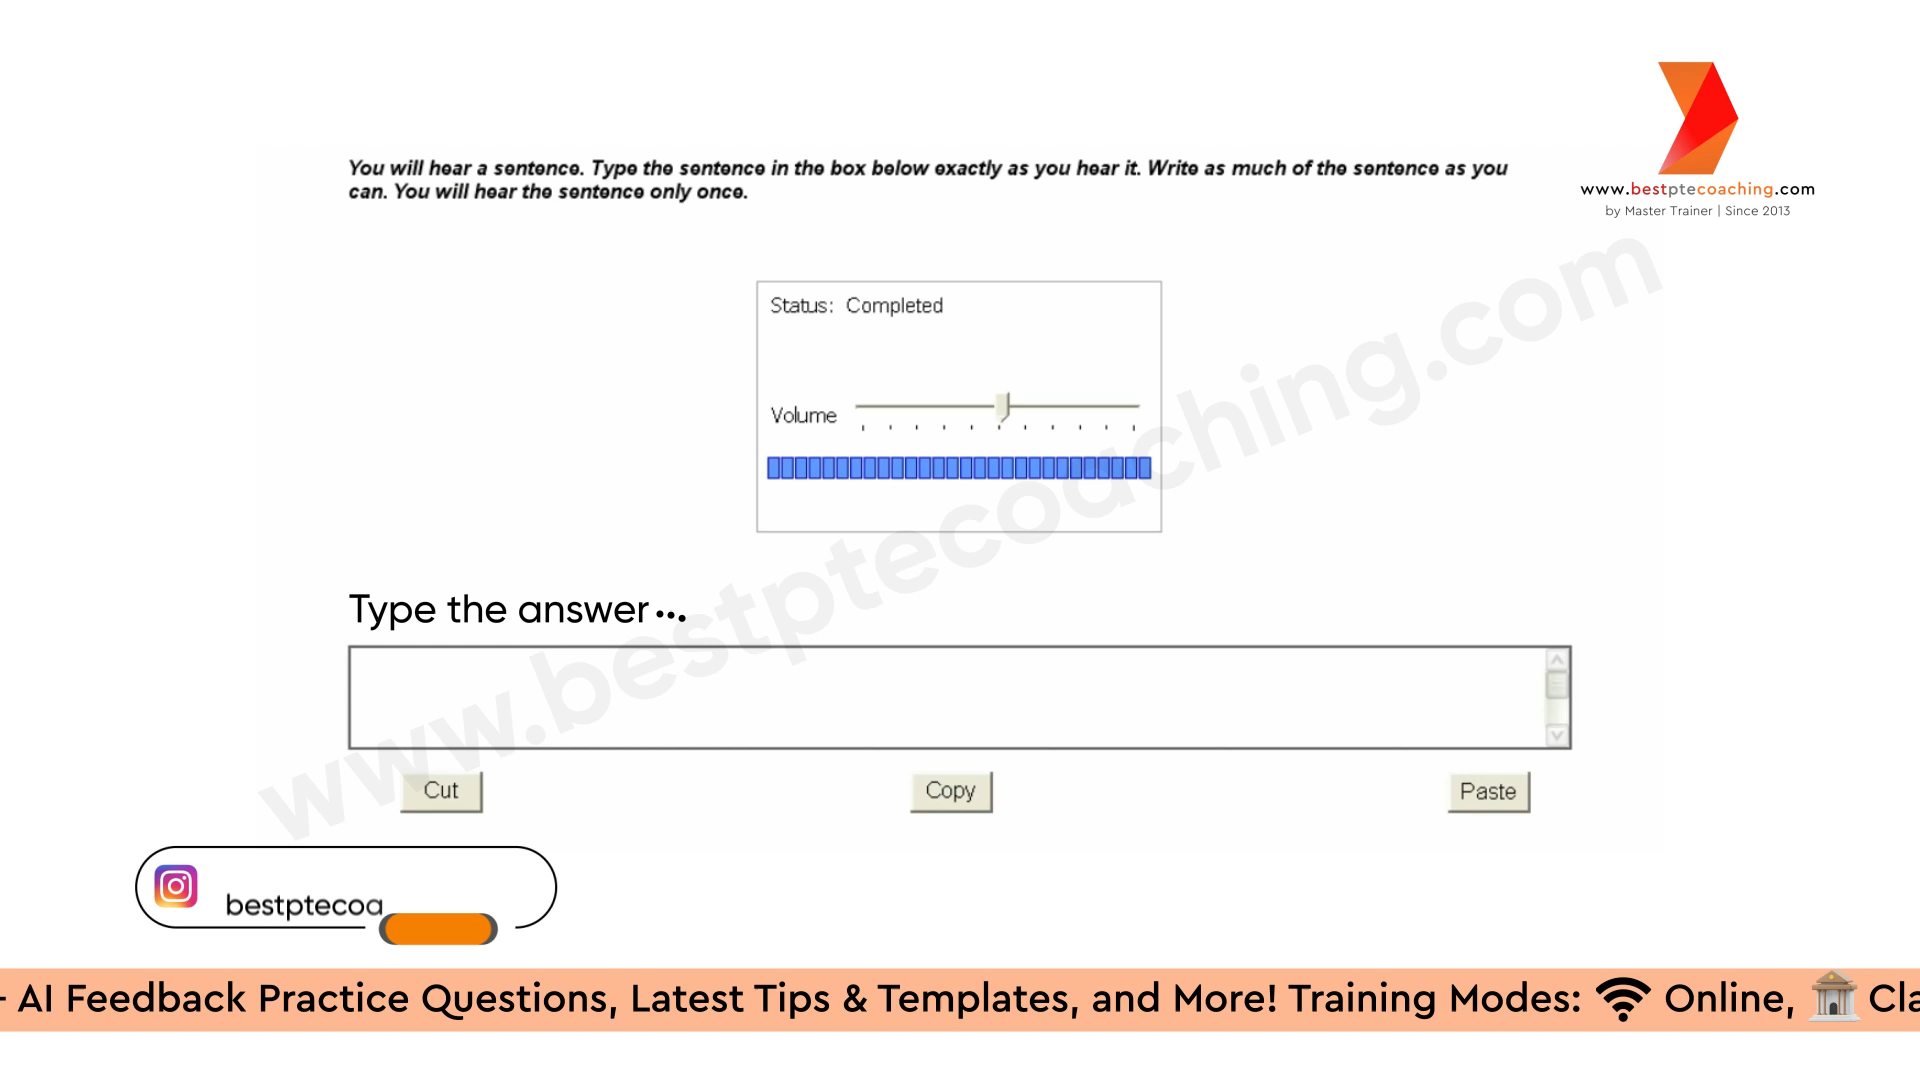 You will hear a sentence. Type the sentence in the box below exactly as you hear it. Write as much of the sentence as you
can. You will hear the sentence only once.
www.bestptecoaching.com
by Master Trainer | Since 2013
Status: Completed
Volume
www.bestptecoaching.com
Type the answer...
Cut
Copy
Paste
bestptecoa
AI Feedback Practice Questions, Latest Tips & Templates, and More! Training Modes: Online, Cla